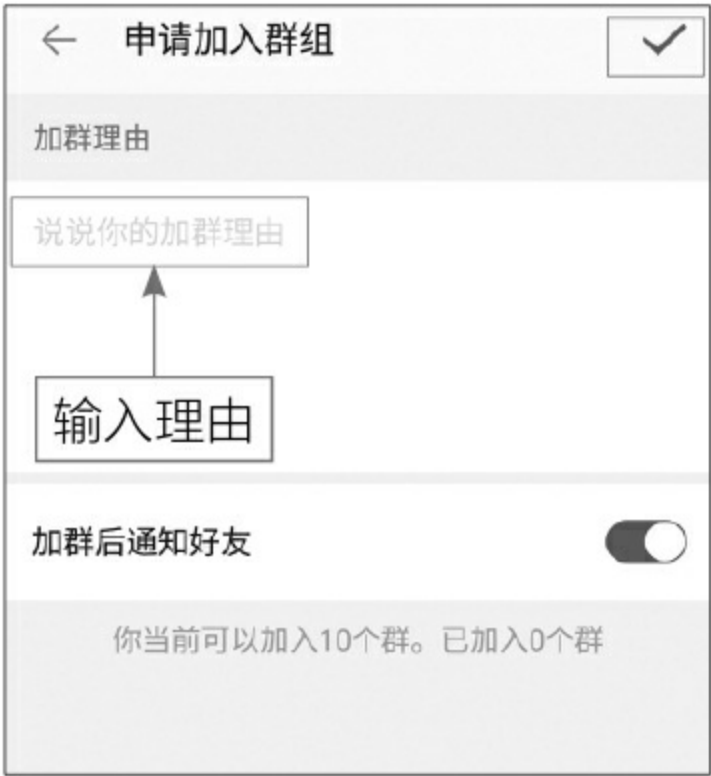 申请加入群组
加群理由
说说你的加群理由
输入理由
加群后通知好友
你当前可以加入10个群。已加入0个群